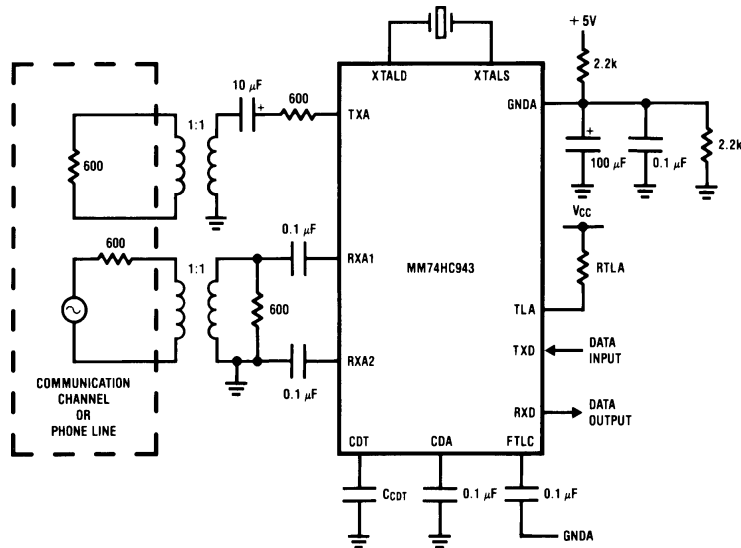 + 5V
2.2k
XTALD
XTALS
10 μF
+
600
TXA
GNDA
1:1
600
+
100 μF
0.1 μF
2.2k
VCC
RTLA
0.1 μF
600
RXA1
MM74HC943
1:1
600
TLA
TXD
DATA
INPUT
RXA2
0.1 μF
RXD
DATA
OUTPUT
COMMUNICATION
CHANNEL
OR
PHONE LINE
CDT
CDA
FTLC
CCDT
0.1 μF
0.1 μF
GNDA